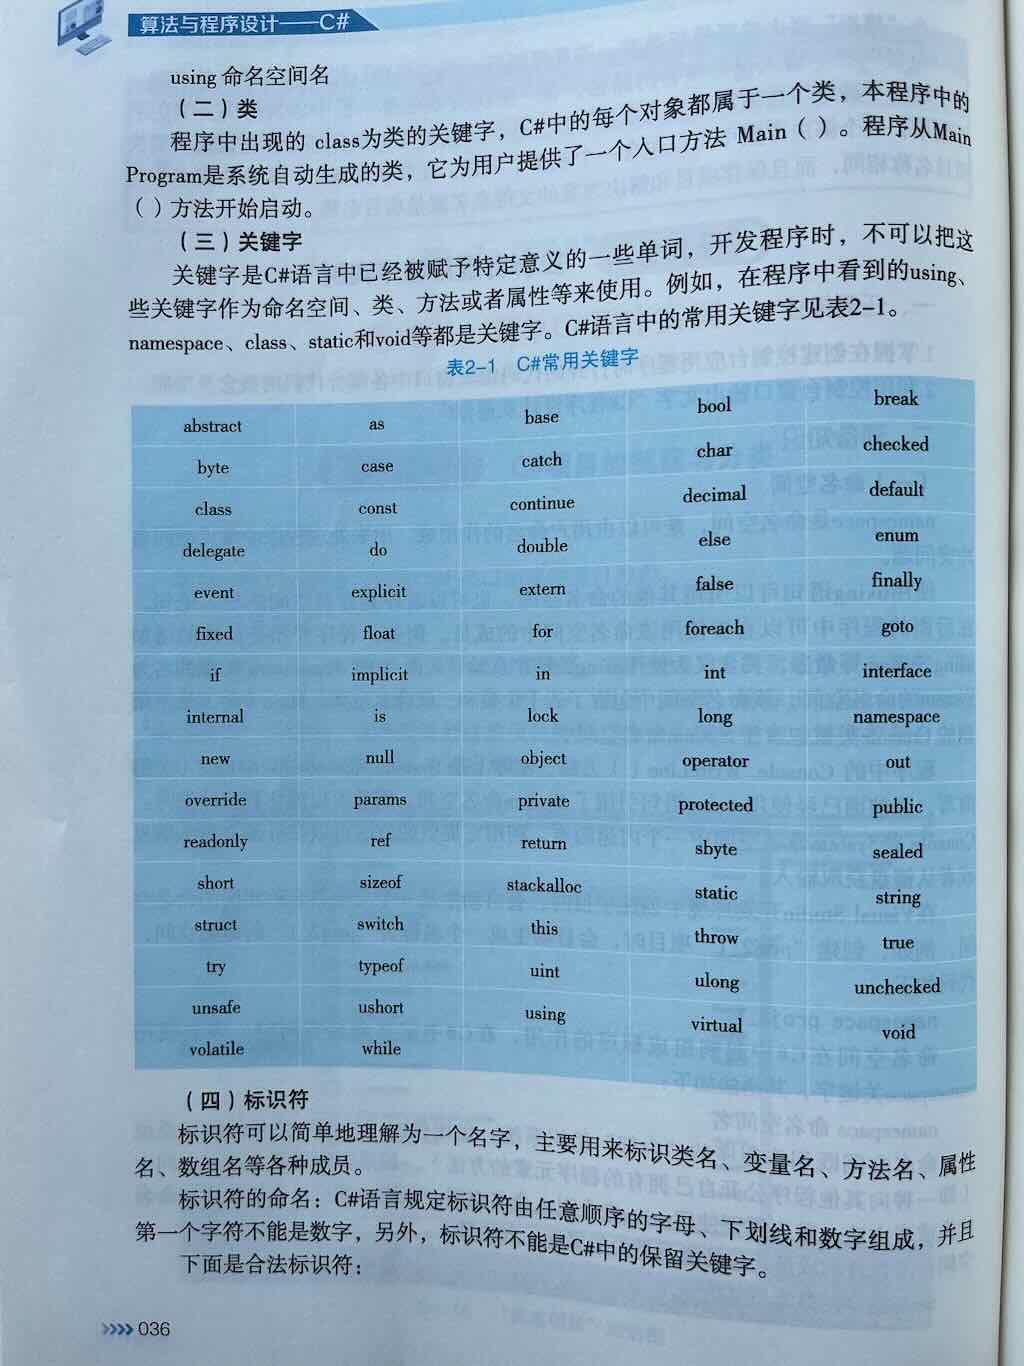 算法与程序设计——C#
using 命名空间名
（二）类
程序中出现的 class为类的关键字，C#中的每个对象都属于一个类，本程序中的
Program是系统自动生成的类，它为用户提供了一个入口方法 Main（ ）。程序从Main
（ ）方法开始启动。
（三）关键字
关键字是C#语言中已经被赋予特定意义的一些单词，开发程序时，不可以把这
些关键字作为命名空间、类、方法或者属性等来使用。例如，在程序中看到的using、
namespace、class、static和void等都是关键字。C#语言中的常用关键字见表2-1。
表2-1 C#常用关键字
abstract as base bool break
byte case catch char checked
class const continue decimal default
delegate do double else enum
event explicit extern false finally
fixed float for foreach goto
if implicit in int interface
internal is lock long namespace
new null object operator out
override params private protected public
readonly ref return sbyte sealed
short sizeof stackalloc static string
struct switch this throw true
try typeof uint ulong unchecked
unsafe ushort using virtual void
volatile while
（四）标识符
标识符可以简单地理解为一个名字，主要用来标识类名、变量名、方法名、属性
名、数组名等各种成员。
标识符的命名：C#语言规定标识符由任意顺序的字母、下划线和数字组成，并且
第一个字符不能是数字，另外，标识符不能是C#中的保留关键字。
下面是合法标识符：
036